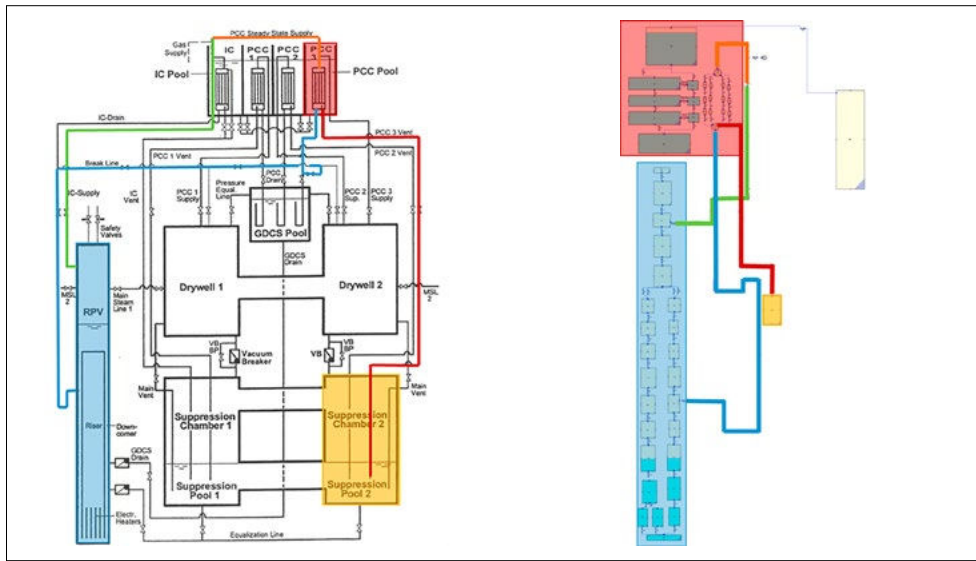 PCC Steady State Supply
Gas
Supply
IC
PCC
1
PCC
2
PCC
IC Pool
PCC Pool
IC-Drain
PCC 3 Vent
PCC 1 Vent
PCC 2 Vent
Break Line
PCC
Drain
IC-Supply
IC
Vent
Pressure
Equal
Line
PCC 1
Supply
PCC 2
Sup.
PCC 3
Supply
Safety
Valves
GDCS Pool
GDCS
Drain
Drywell 1
Drywell 2
MSL
2
Main
Steam
Line 1
MSL
2
RPV
VB
BP
Vacuum
Breaker
VB
VB
BP
Main
Vent
Main
Vent
Suppression
Chamber 1
Suppression
Chamber 2
Riser
Down-
comer
GDCS
Drain
Suppression
Pool 1
Suppression
Pool 2
Electr.
Heaters
Equalization Line